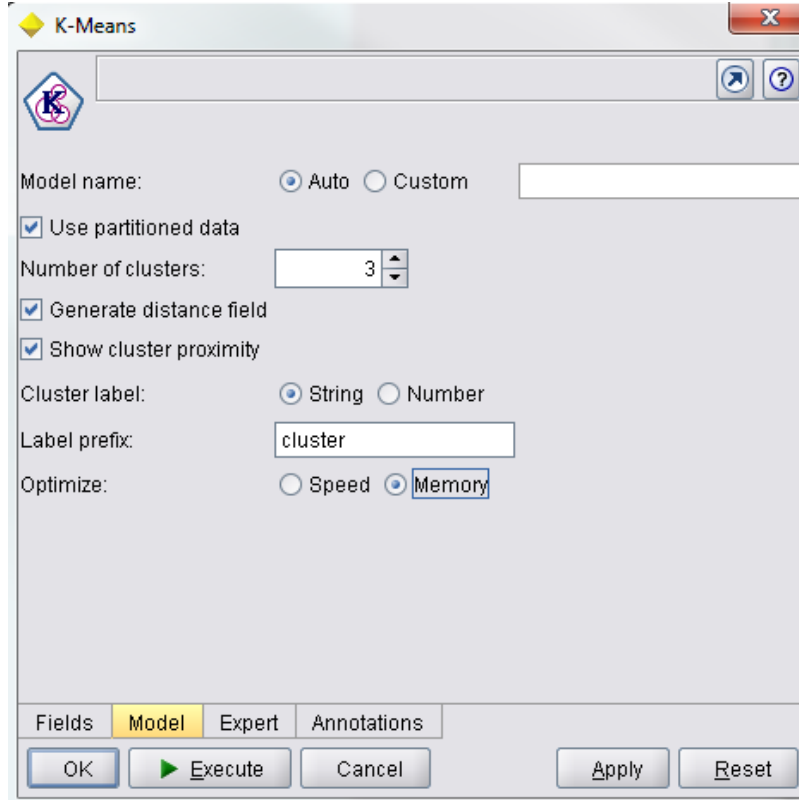 K-Means
K
Model name: Auto Custom
Use partitioned data
Number of clusters: 3
Generate distance field
Show cluster proximity
Cluster label: String Number
Label prefix: cluster
Optimize: Speed Memory
Fields Model Expert Annotations
OK Execute Cancel Apply Reset